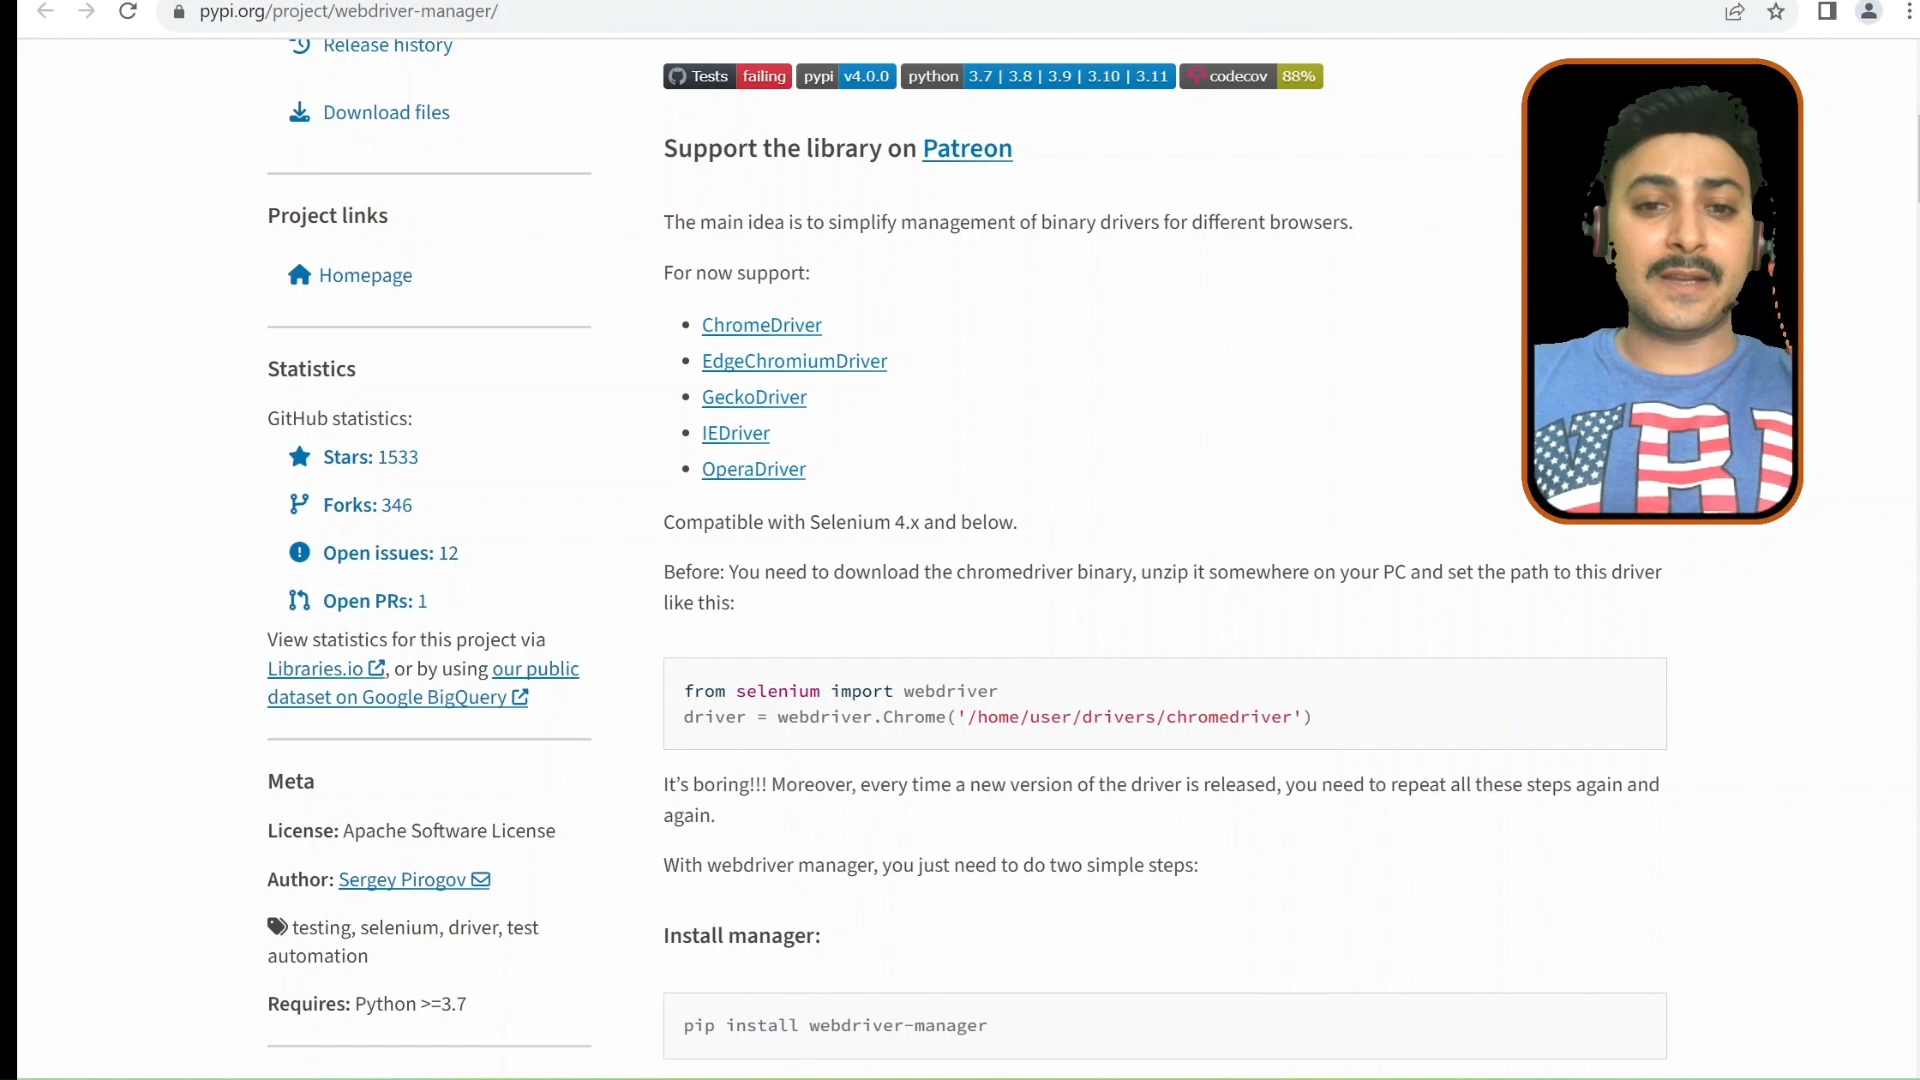 pypi.org/project/webdriver-manager/
Release history
Download files
Project links
Homepage
Statistics
GitHub statistics:
Stars: 1533
Forks: 346
Open issues: 12
Open PRs: 1
View statistics for this project via
Libraries.io, or by using our public
dataset on Google BigQuery
Meta
License: Apache Software License
Author: Sergey Pirogov
testing, selenium, driver, test
automation
Requires: Python >=3.7
Tests failing pypi v4.0.0 python 3.7 | 3.8 | 3.9 | 3.10 | 3.11 codecov 88%
Support the library on Patreon
The main idea is to simplify management of binary drivers for different browsers.
For now support:
ChromeDriver
EdgeChromiumDriver
GeckoDriver
IEDriver
OperaDriver
Compatible with Selenium 4.x and below.
Before: You need to download the chromedriver binary, unzip it somewhere on your PC and set the path to this driver
like this:
from selenium import webdriver
driver = webdriver.Chrome('/home/user/drivers/chromedriver')
It's boring!!! Moreover, every time a new version of the driver is released, you need to repeat all these steps again and
again.
With webdriver manager, you just need to do two simple steps:
Install manager:
pip install webdriver-manager